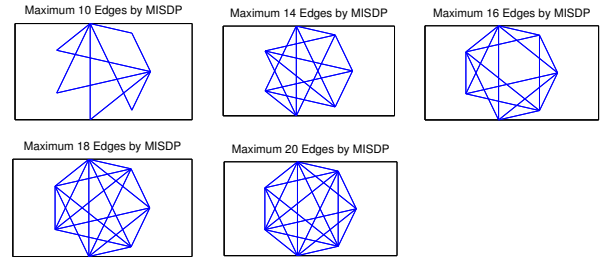 Maximum 10 Edges by MISDP
Maximum 14 Edges by MISDP
Maximum 16 Edges by MISDP
Maximum 18 Edges by MISDP
Maximum 20 Edges by MISDP